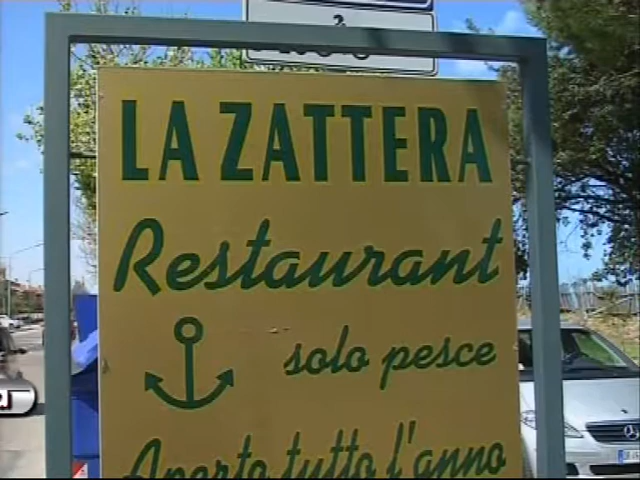 LA ZATTERA
Restaurant
solo pesce
Aperto tutto l'anno